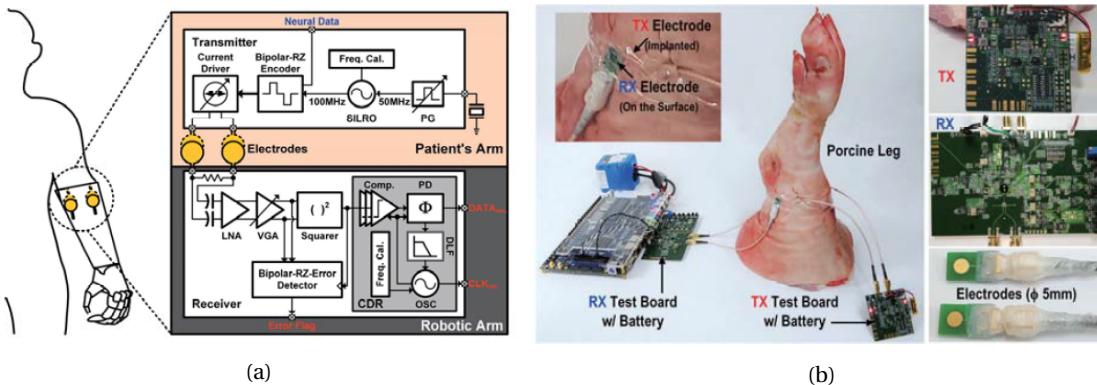 Neural Data
Transmitter
Current
Driver
Bipolar-RZ
Encoder
Freq. Cal.
100MHz
50MHz
SILRO
PG
Electrodes
Patient's Arm
LNA
VGA
( )²
Squarer
Comp.
PD
Φ
DATA
DLF
Freq. Cal.
CLK
Bipolar-RZ-Error
Detector
CDR
OSC
Receiver
Error Flag
Robotic Arm
(a)
TX Electrode
(Implanted)
RX Electrode
(On the Surface)
Porcine Leg
RX Test Board
w/ Battery
TX Test Board
w/ Battery
TX
RX
Electrodes (ϕ 5mm)
(b)